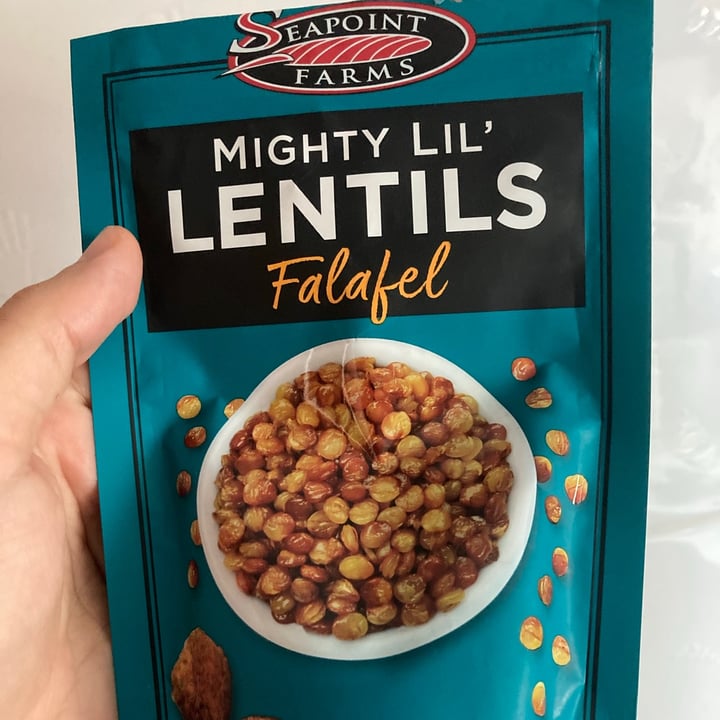 SEAPOINT
FARMS
MIGHTY LIL'
LENTILS
Falafel